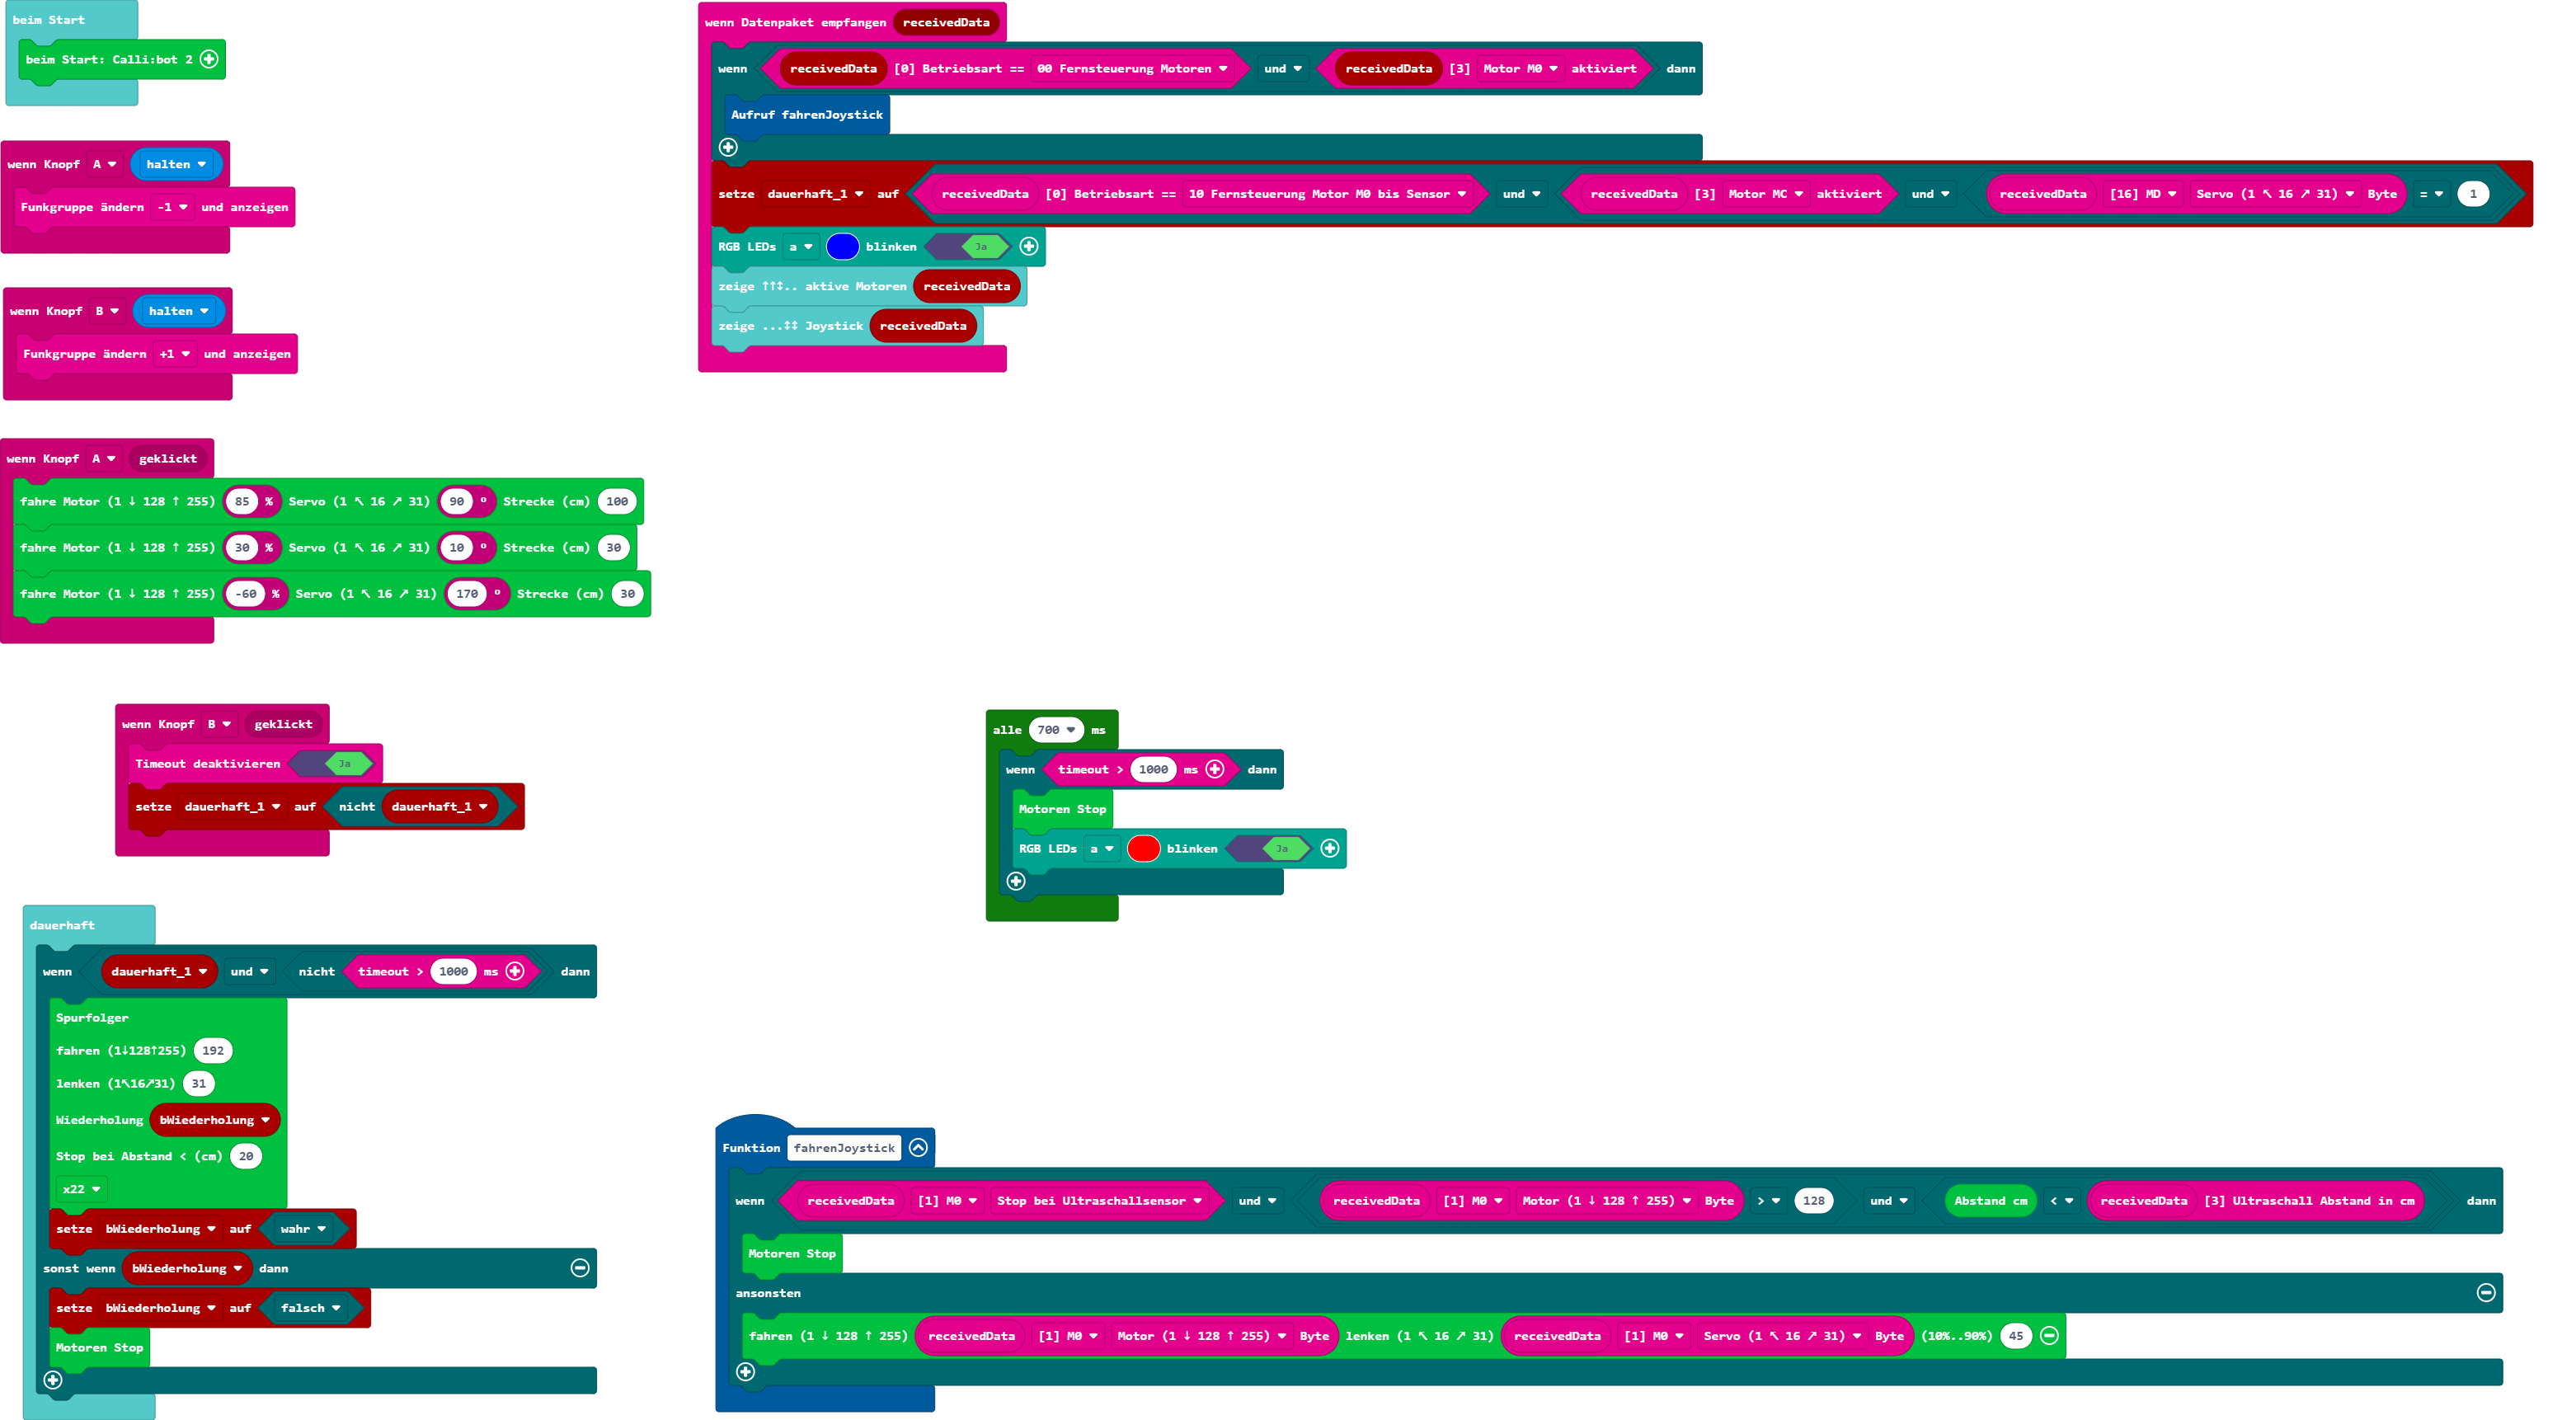 beim Start
beim Start: Calli:bot 2
wenn Knopf A halten
Funkgruppe ändern -1 und anzeigen
wenn Knopf B halten
Funkgruppe ändern +1 und anzeigen
wenn Knopf A geklickt
fahre Motor (1 ↓ 128 ↑ 255) 85 % Servo (1 ↖ 16 ↗ 31) 90 ° Strecke (cm) 100
fahre Motor (1 ↓ 128 ↑ 255) 30 % Servo (1 ↖ 16 ↗ 31) 10 ° Strecke (cm) 30
fahre Motor (1 ↓ 128 ↑ 255) -60 % Servo (1 ↖ 16 ↗ 31) 170 ° Strecke (cm) 30
wenn Knopf B geklickt
Timeout deaktivieren Ja
setze dauerhaft_1 auf nicht dauerhaft_1
dauerhaft
wenn dauerhaft_1 und nicht timeout > 1000 ms dann
Spurfolger
fahren (1↓128↑255) 192
lenken (1↖16↗31) 31
Wiederholung bWiederholung
Stop bei Abstand < (cm) 20
x22
setze bWiederholung auf wahr
sonst wenn bWiederholung dann
setze bWiederholung auf falsch
Motoren Stop
wenn Datenpaket empfangen receivedData
wenn receivedData [0] Betriebsart == 00 Fernsteuerung Motoren und receivedData [3] Motor M0 aktiviert dann
Aufruf fahrenJoystick
setze dauerhaft_1 auf receivedData [0] Betriebsart == 10 Fernsteuerung Motor M0 bis Sensor und receivedData [3] Motor MC aktiviert und receivedData [16] MD Servo (1 ↖ 16 ↗ 31) Byte = 1
RGB LEDs a blinken Ja
zeige ↑↑↕.. aktive Motoren receivedData
zeige ...↕↕ Joystick receivedData
alle 700 ms
wenn timeout > 1000 ms dann
Motoren Stop
RGB LEDs a blinken Ja
Funktion fahrenJoystick
wenn receivedData [1] M0 Stop bei Ultraschallsensor und receivedData [1] M0 Motor (1 ↓ 128 ↑ 255) Byte > 128 und Abstand cm < receivedData [3] Ultraschall Abstand in cm dann
Motoren Stop
ansonsten
fahren (1 ↓ 128 ↑ 255) receivedData [1] M0 Motor (1 ↓ 128 ↑ 255) Byte lenken (1 ↖ 16 ↗ 31) receivedData [1] M0 Servo (1 ↖ 16 ↗ 31) Byte (10%..90%) 45